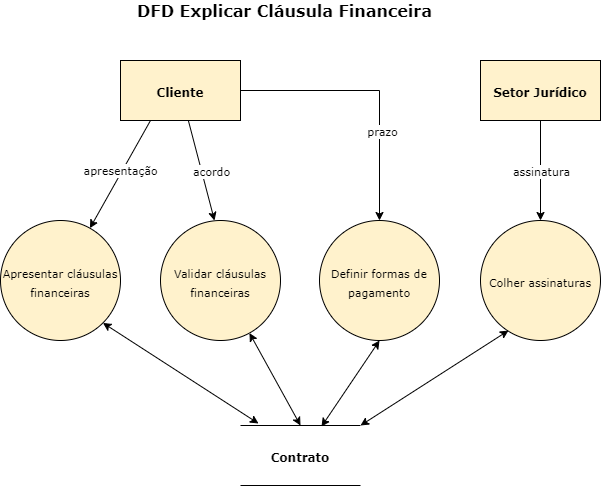 DFD Explicar Cláusula Financeira
Cliente
Setor Jurídico
prazo
apresentação
acordo
assinatura
Apresentar cláusulas
financeiras
Validar cláusulas
financeiras
Definir formas de
pagamento
Colher assinaturas
Contrato